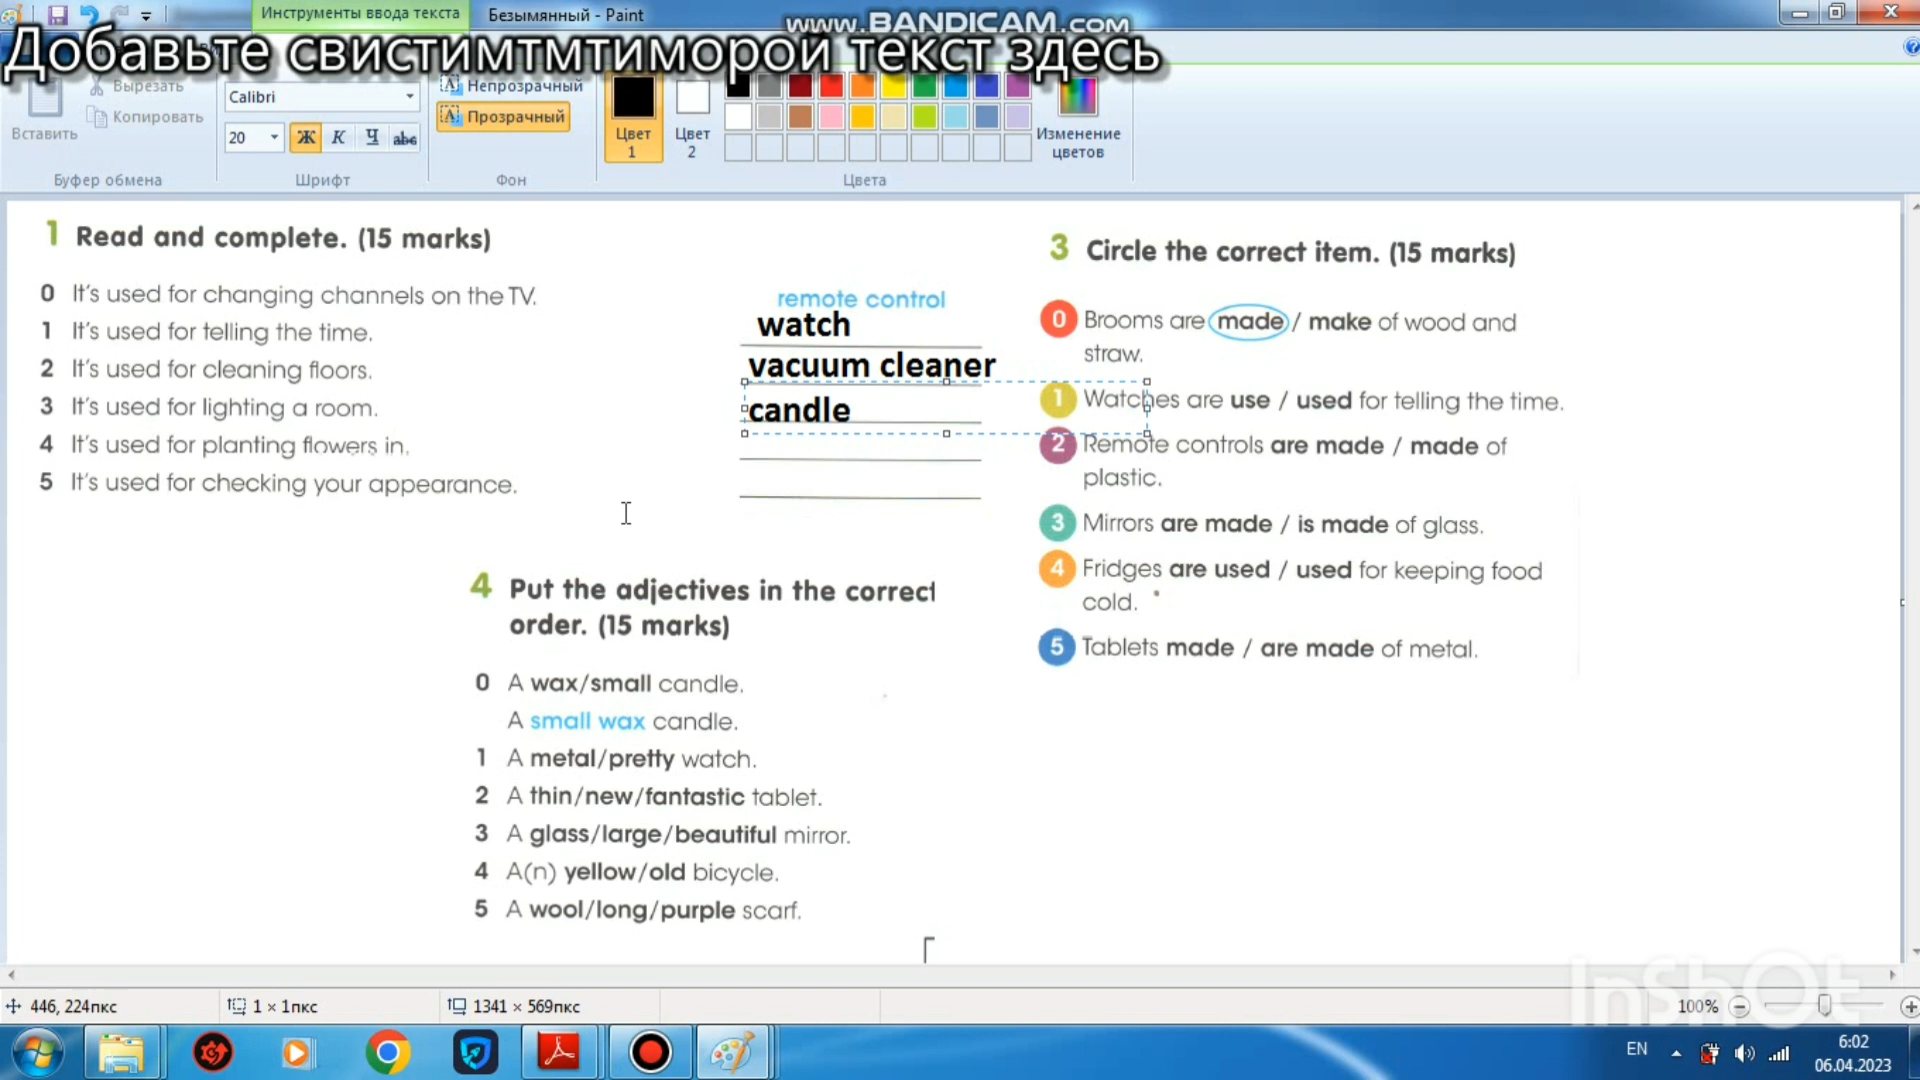 Инструменты ввода текста
Безымянный - Paint
www.BANDICAM.com
Добавьте свистимтмтиморой текст здесь
Вставить
Вырезать
Копировать
Буфер обмена
Calibri
20
Ж К Ч abc
Шрифт
Непрозрачный
Прозрачный
Фон
Цвет 1
Цвет 2
Изменение цветов
Цвета
1 Read and complete. (15 marks)
0 It's used for changing channels on the TV.
1 It's used for telling the time.
2 It's used for cleaning floors.
3 It's used for lighting a room.
4 It's used for planting flowers in.
5 It's used for checking your appearance.
remote control
watch
vacuum cleaner
candle
3 Circle the correct item. (15 marks)
0 Brooms are made / make of wood and
straw.
1 Watches are use / used for telling the time.
2 Remote controls are made / made of
plastic.
3 Mirrors are made / is made of glass.
4 Fridges are used / used for keeping food
cold.
5 Tablets made / are made of metal.
4 Put the adjectives in the correct
order. (15 marks)
0 A wax/small candle.
A small wax candle.
1 A metal/pretty watch.
2 A thin/new/fantastic tablet.
3 A glass/large/beautiful mirror.
4 A(n) yellow/old bicycle.
5 A wool/long/purple scarf.
InShOt
446, 224пкс
1 × 1пкс
1341 × 569пкс
100%
EN
6:02
06.04.2023